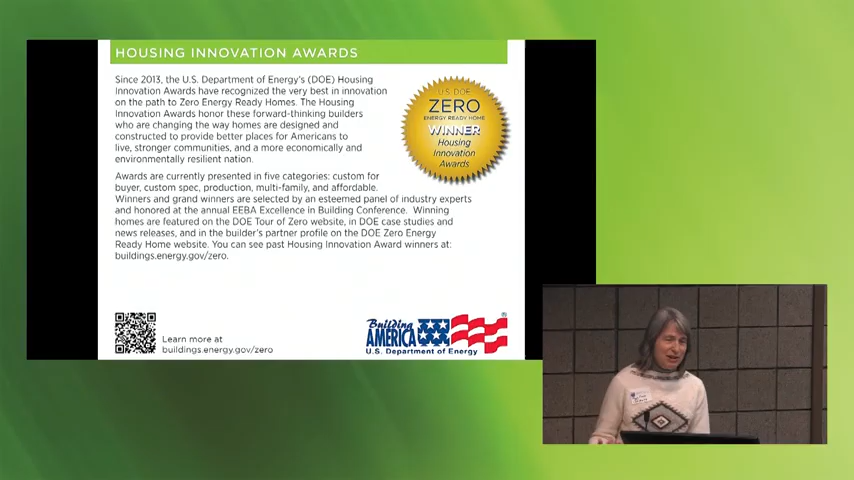 HOUSING INNOVATION AWARDS
Since 2013, the U.S. Department of Energy's (DOE) Housing
Innovation Awards have recognized the very best in innovation
on the path to Zero Energy Ready Homes. The Housing
Innovation Awards honor these forward-thinking builders
who are changing the way homes are designed and
constructed to provide better places for Americans to
live, stronger communities, and a more economically and
environmentally resilient nation.
U.S. DOE
ZERO
ENERGY READY HOME
WINNER
Housing
Innovation
Awards
Awards are currently presented in five categories: custom for
buyer, custom spec, production, multi-family, and affordable.
Winners and grand winners are selected by an esteemed panel of industry experts
and honored at the annual EEBA Excellence in Building Conference. Winning
homes are featured on the DOE Tour of Zero website, in DOE case studies and
news releases, and in the builder's partner profile on the DOE Zero Energy
Ready Home website. You can see past Housing Innovation Award winners at:
buildings.energy.gov/zero.
Learn more at
buildings.energy.gov/zero
Building
AMERICA
®
U.S. Department of Energy